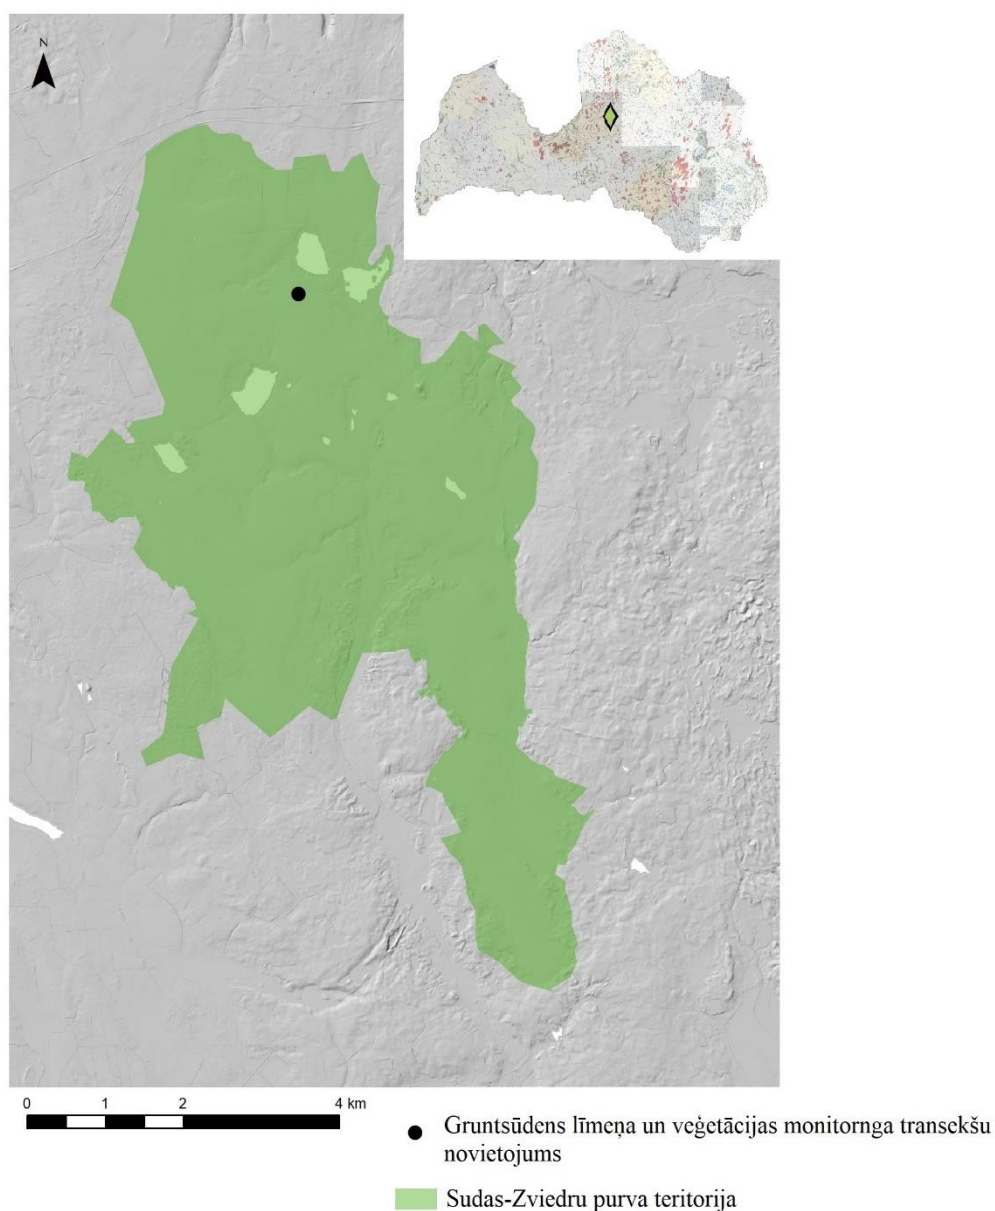 N
0 1 2 4 km
Gruntsūdens līmeņa un veģetācijas monitornga transekšu
novietojums
Sudas-Zviedru purva teritorija